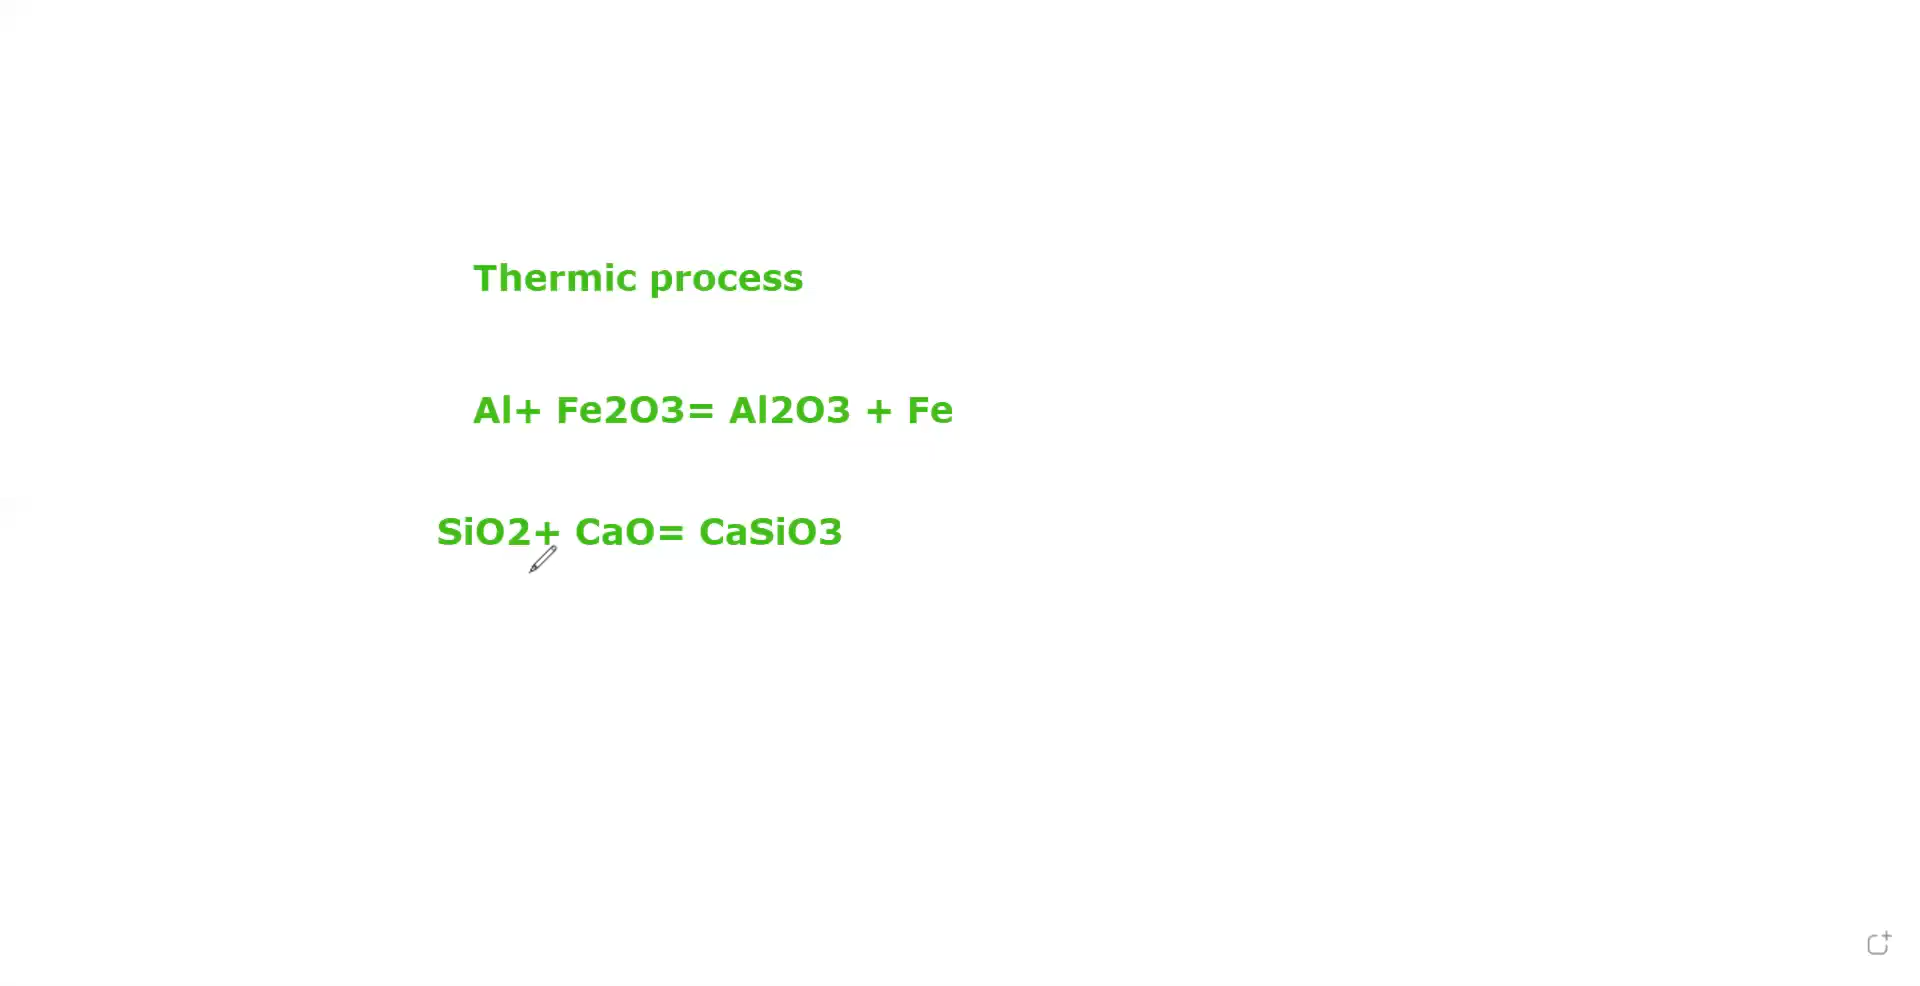 Thermic process
Al+ Fe2O3= Al2O3 + Fe
SiO2+ CaO= CaSiO3